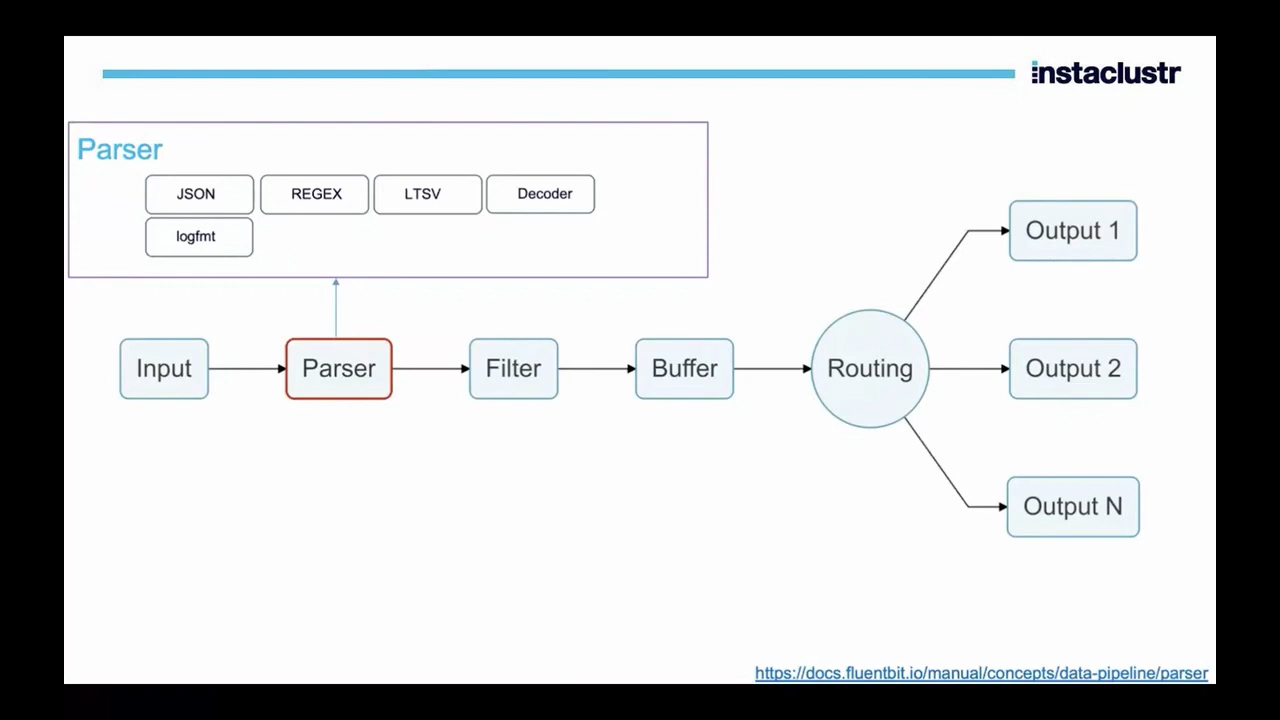 instaclustr
Parser
JSON REGEX LTSV Decoder
logfmt
Output 1
Input Parser Filter Buffer Routing Output 2
Output N
https://docs.fluentbit.io/manual/concepts/data-pipeline/parser